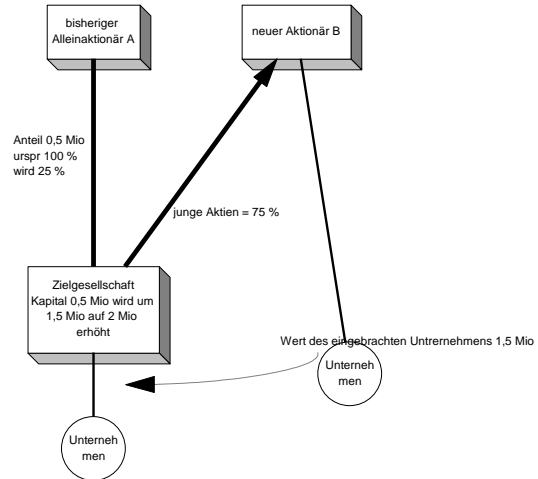 bisheriger
Alleinaktionär A
neuer Aktionär B
Anteil 0,5 Mio
urspr 100 %
wird 25 %
junge Aktien = 75 %
Zielgesellschaft
Kapital 0,5 Mio wird um
1,5 Mio auf 2 Mio
erhöht
Wert des eingebrachten Untrernehmens 1,5 Mio
Unterneh
men
Unterneh
men